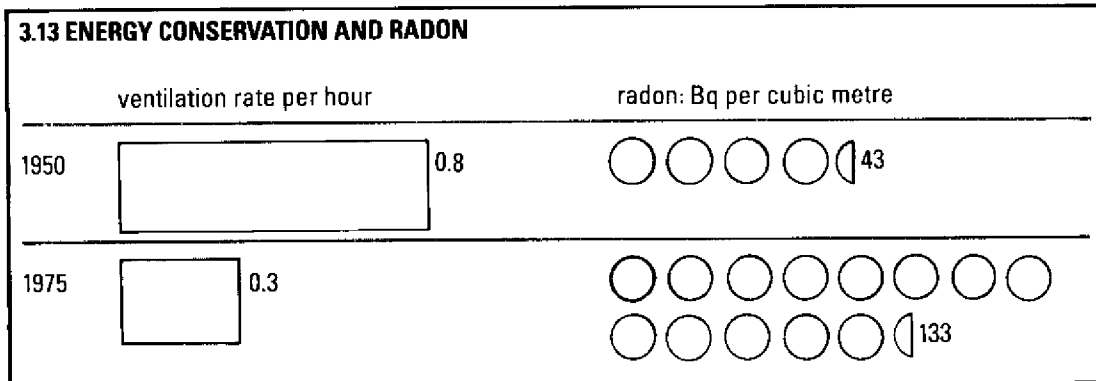 3.13 ENERGY CONSERVATION AND RADON
ventilation rate per hour radon: Bq per cubic metre
1950 0.8 43
1975 0.3
133